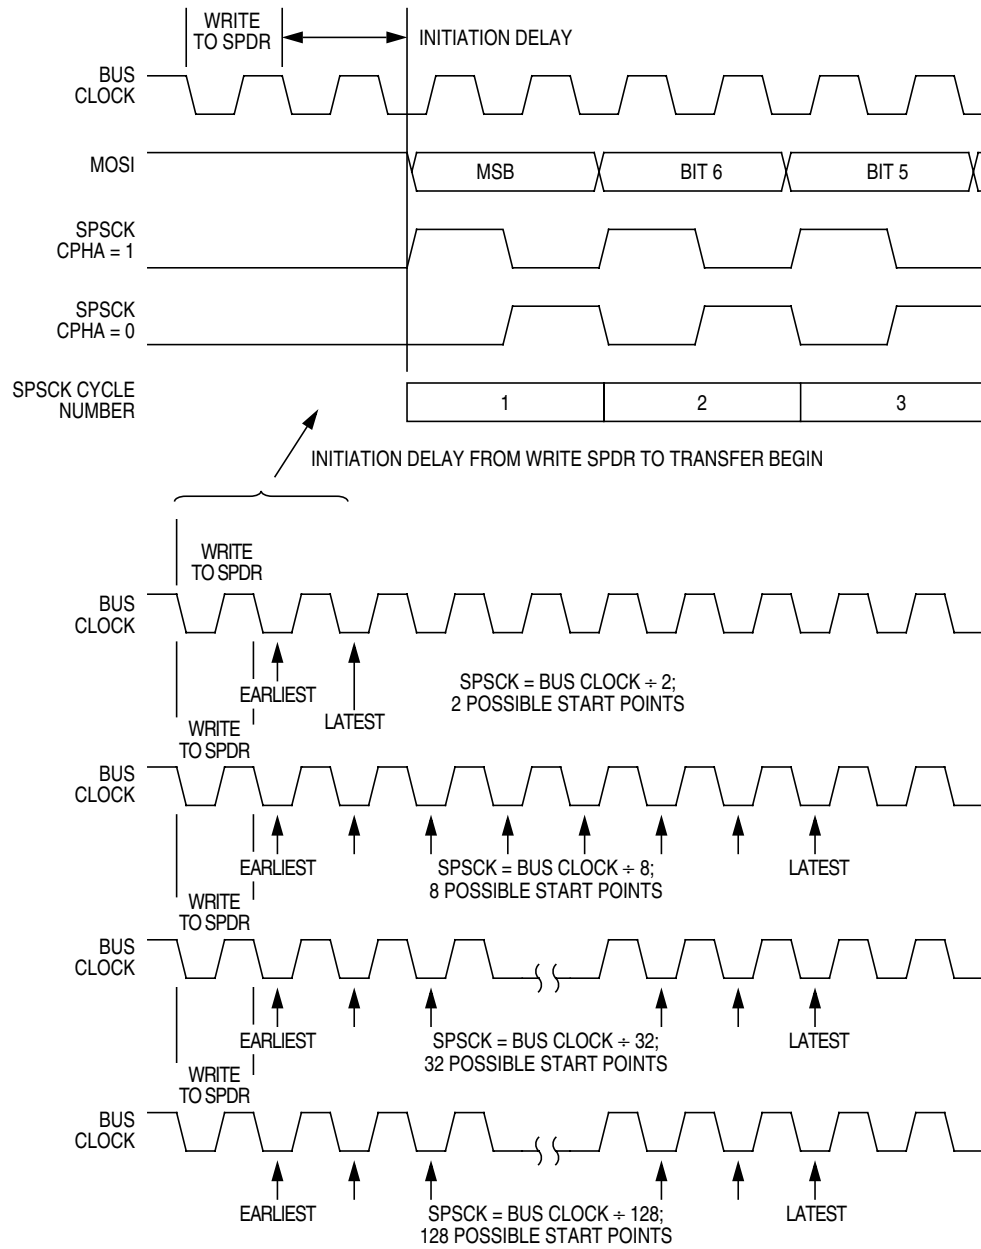 WRITE
TO SPDR
INITIATION DELAY
BUS
CLOCK
MOSI
MSB
BIT 6
BIT 5
SPSCK
CPHA = 1
SPSCK
CPHA = 0
SPSCK CYCLE
NUMBER
1
2
3
INITIATION DELAY FROM WRITE SPDR TO TRANSFER BEGIN
WRITE
TO SPDR
BUS
CLOCK
EARLIEST
LATEST
SPSCK = BUS CLOCK ÷ 2;
2 POSSIBLE START POINTS
WRITE
TO SPDR
BUS
CLOCK
EARLIEST
SPSCK = BUS CLOCK ÷ 8;
8 POSSIBLE START POINTS
LATEST
WRITE
TO SPDR
BUS
CLOCK
EARLIEST
SPSCK = BUS CLOCK ÷ 32;
32 POSSIBLE START POINTS
LATEST
WRITE
TO SPDR
BUS
CLOCK
EARLIEST
SPSCK = BUS CLOCK ÷ 128;
128 POSSIBLE START POINTS
LATEST